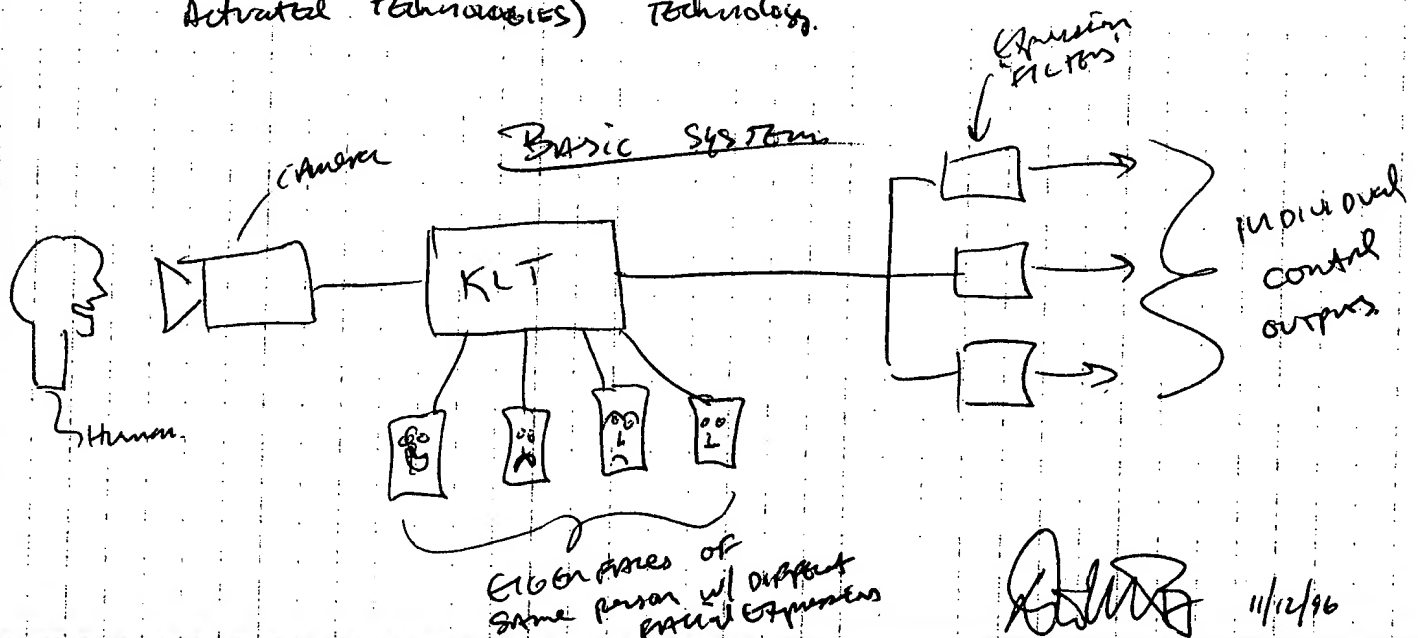 Activated TECHNOLOGIES) TECHNOLOGY.
Expression
"FILTERS"
BASIC SYSTEM
CAMERA
KLT
INDIVIDUAL
CONTROL
OUTPUTS.
Human.
EIGENFACES OF
SAME person w/ DIFFERENT
FACIAL EXPRESSIONS
11/12/96